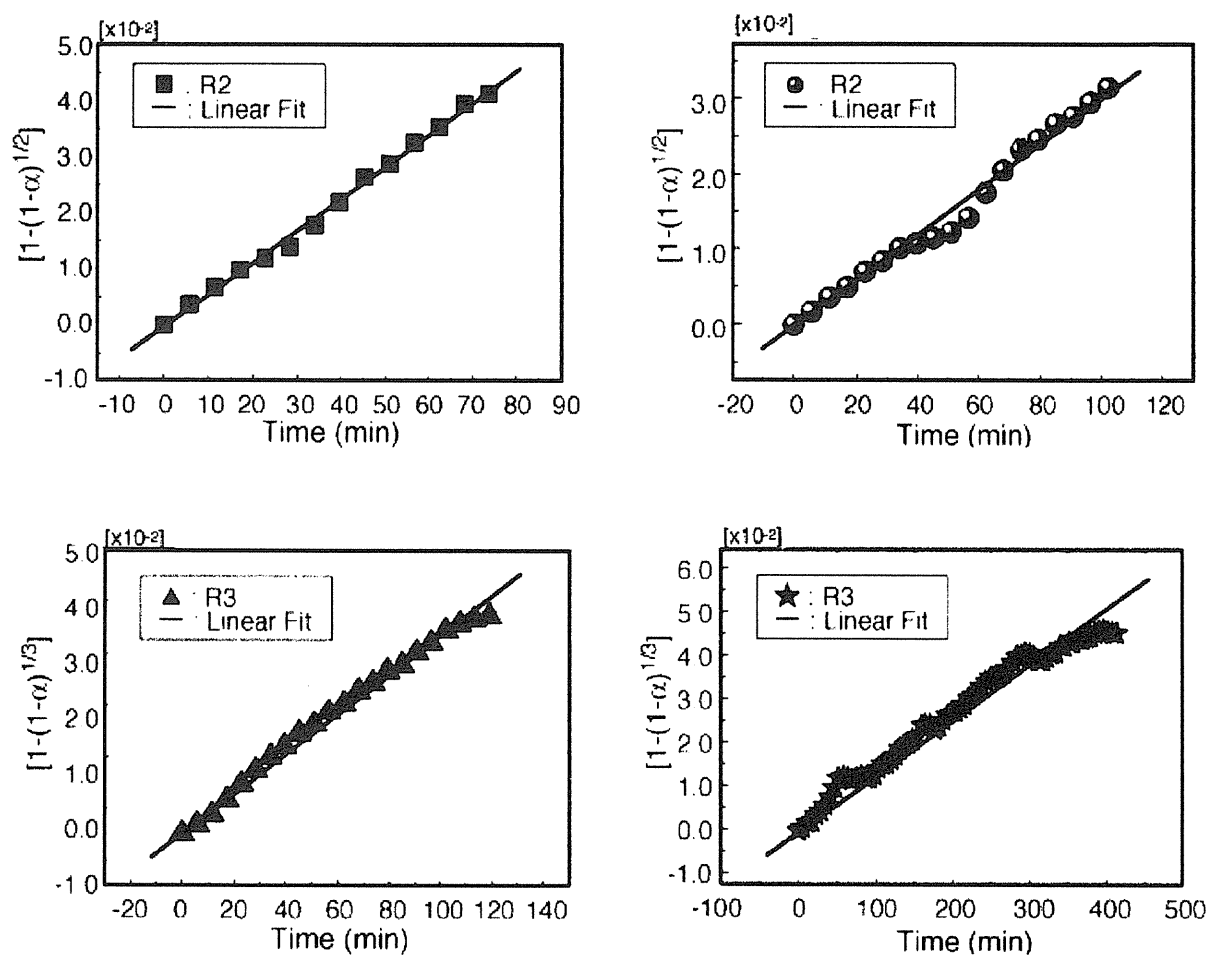 [x10-2]
5.0
4.0
3.0
2.0
1.0
0.0
-1.0
[1-(1-α)1/2]
: R2
: Linear Fit
-10 0 10 20 30 40 50 60 70 80 90
Time (min)
[x10-2]
3.0
2.0
1.0
0.0
[1-(1-α)1/2]
: R2
: Linear Fit
-20 0 20 40 60 80 100 120
Time (min)
[x10-2]
5.0
4.0
3.0
2.0
1.0
0.0
-1.0
[1-(1-α)1/3]
: R3
: Linear Fit
-20 0 20 40 60 80 100 120 140
Time (min)
[x10-2]
6.0
5.0
4.0
3.0
2.0
1.0
0.0
-1.0
[1-(1-α)1/3]
: R3
: Linear Fit
-100 0 100 200 300 400 500
Time (min)